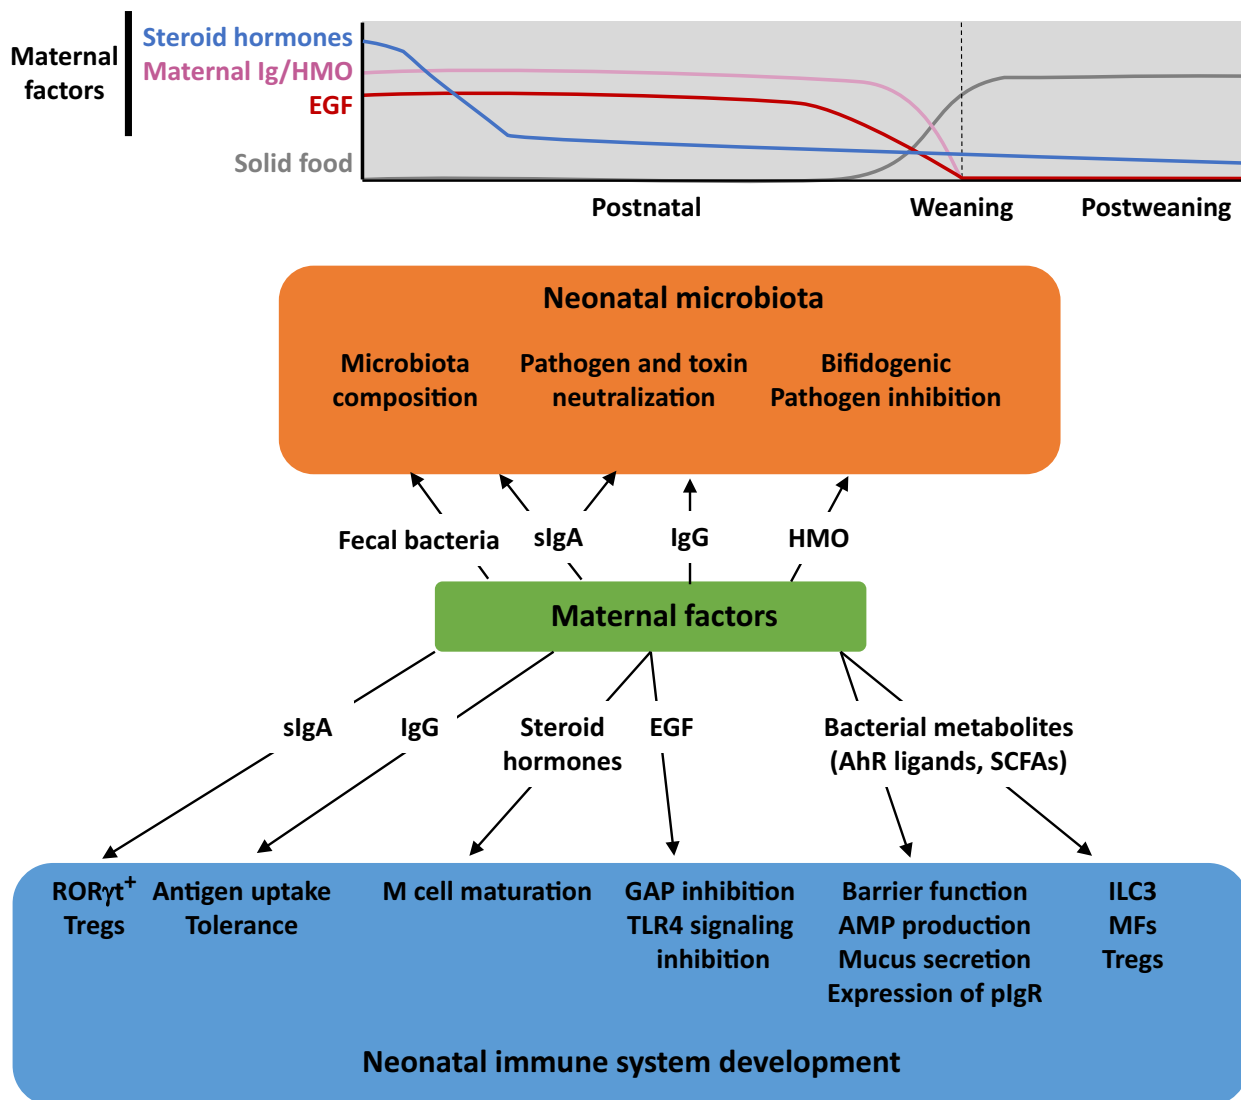 Maternal
factors
Steroid hormones
Maternal Ig/HMO
EGF
Solid food
Postnatal
Weaning
Postweaning
Neonatal microbiota
Microbiota
composition
Pathogen and toxin
neutralization
Bifidogenic
Pathogen inhibition
Fecal bacteria
sIgA
IgG
HMO
Maternal factors
sIgA
IgG
Steroid
hormones
EGF
Bacterial metabolites
(AhR ligands, SCFAs)
RORγt⁺
Tregs
Antigen uptake
Tolerance
M cell maturation
GAP inhibition
TLR4 signaling
inhibition
Barrier function
AMP production
Mucus secretion
Expression of pIgR
ILC3
MFs
Tregs
Neonatal immune system development